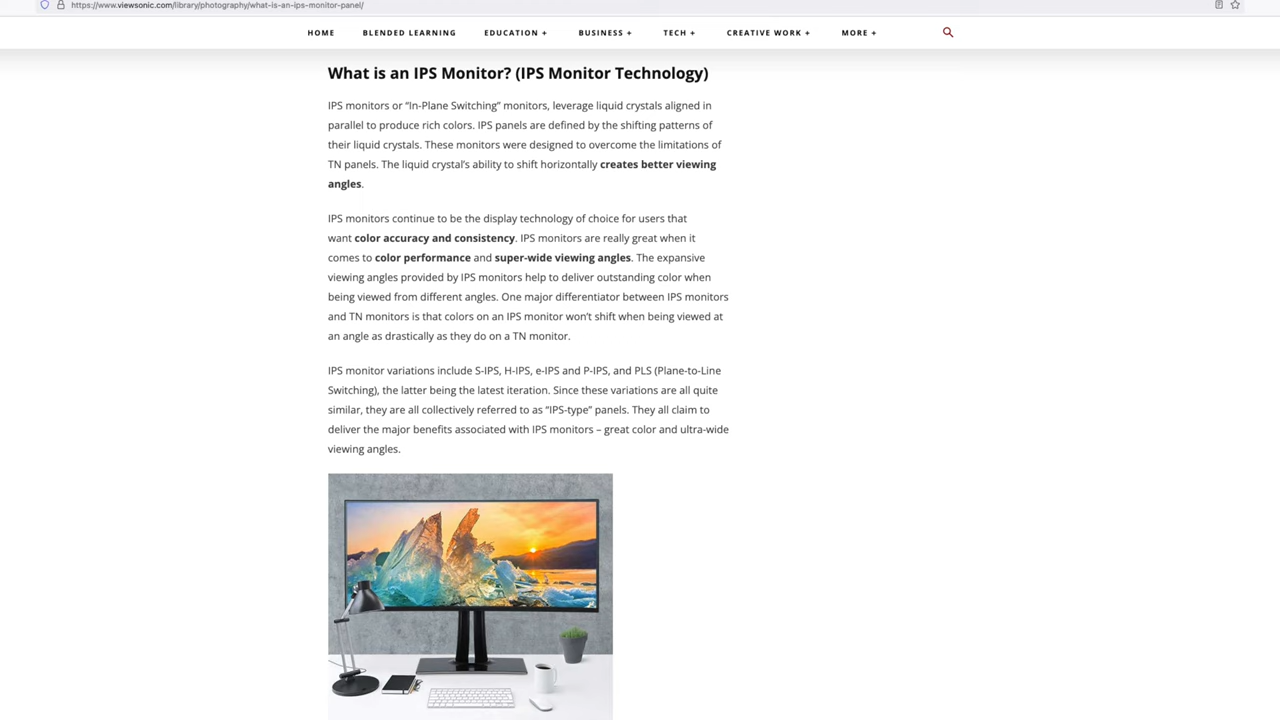 https://www.viewsonic.com/library/photography/what-is-an-ips-monitor-panel/
HOME BLENDED LEARNING EDUCATION + BUSINESS + TECH + CREATIVE WORK + MORE +
What is an IPS Monitor? (IPS Monitor Technology)
IPS monitors or “In-Plane Switching” monitors, leverage liquid crystals aligned in
parallel to produce rich colors. IPS panels are defined by the shifting patterns of
their liquid crystals. These monitors were designed to overcome the limitations of
TN panels. The liquid crystal’s ability to shift horizontally creates better viewing
angles.
IPS monitors continue to be the display technology of choice for users that
want color accuracy and consistency. IPS monitors are really great when it
comes to color performance and super-wide viewing angles. The expansive
viewing angles provided by IPS monitors help to deliver outstanding color when
being viewed from different angles. One major differentiator between IPS monitors
and TN monitors is that colors on an IPS monitor won’t shift when being viewed at
an angle as drastically as they do on a TN monitor.
IPS monitor variations include S-IPS, H-IPS, e-IPS and P-IPS, and PLS (Plane-to-Line
Switching), the latter being the latest iteration. Since these variations are all quite
similar, they are all collectively referred to as “IPS-type” panels. They all claim to
deliver the major benefits associated with IPS monitors – great color and ultra-wide
viewing angles.